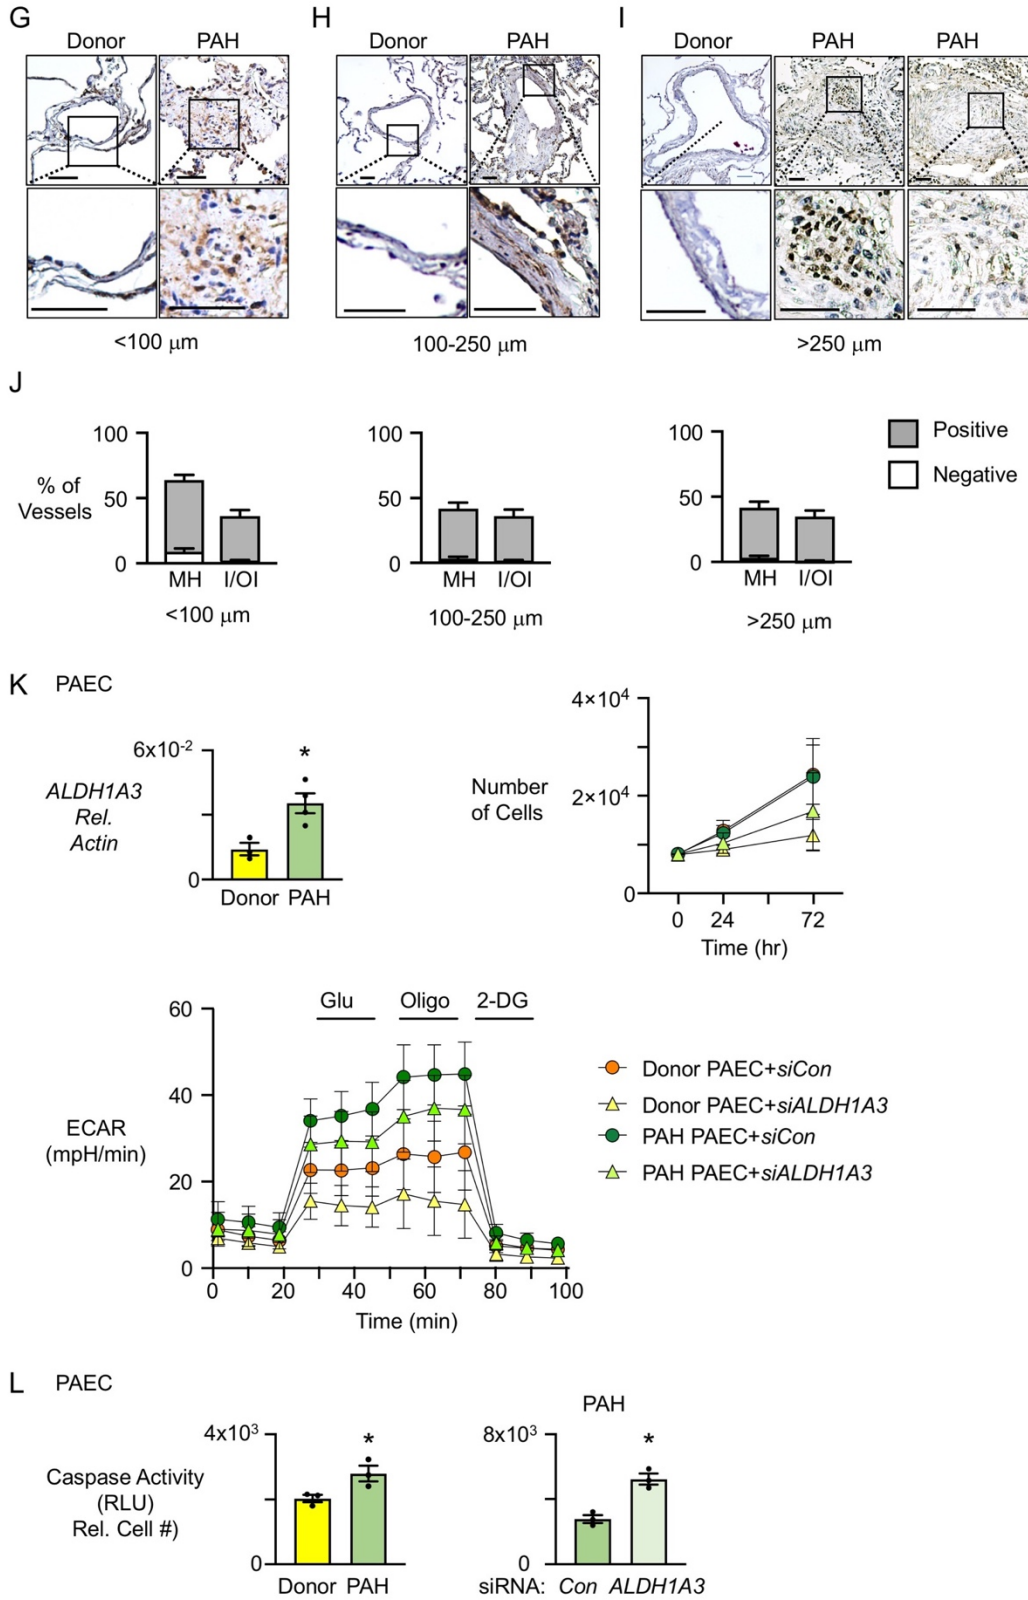 G H I
Donor PAH Donor PAH Donor PAH PAH
<100 μm 100-250 μm >250 μm
J
100 100 100
Positive
% of
Vessels
50 50 50
Negative
0 0 0
MH I/OI MH I/OI MH I/OI
<100 μm 100-250 μm >250 μm
K PAEC
6x10-2
*
ALDH1A3
Rel.
Actin
0
Donor PAH
4×10⁴
Number
of Cells
2×10⁴
0
0 24 72
Time (hr)
Glu Oligo 2-DG
60
40
ECAR
(mpH/min)
20
0
0 20 40 60 80 100
Time (min)
Donor PAEC+siCon
Donor PAEC+siALDH1A3
PAH PAEC+siCon
PAH PAEC+siALDH1A3
L PAEC
4x10³
*
Caspase Activity
(RLU)
Rel. Cell #)
0
Donor PAH
PAH
8x10³
*
0
siRNA: Con ALDH1A3